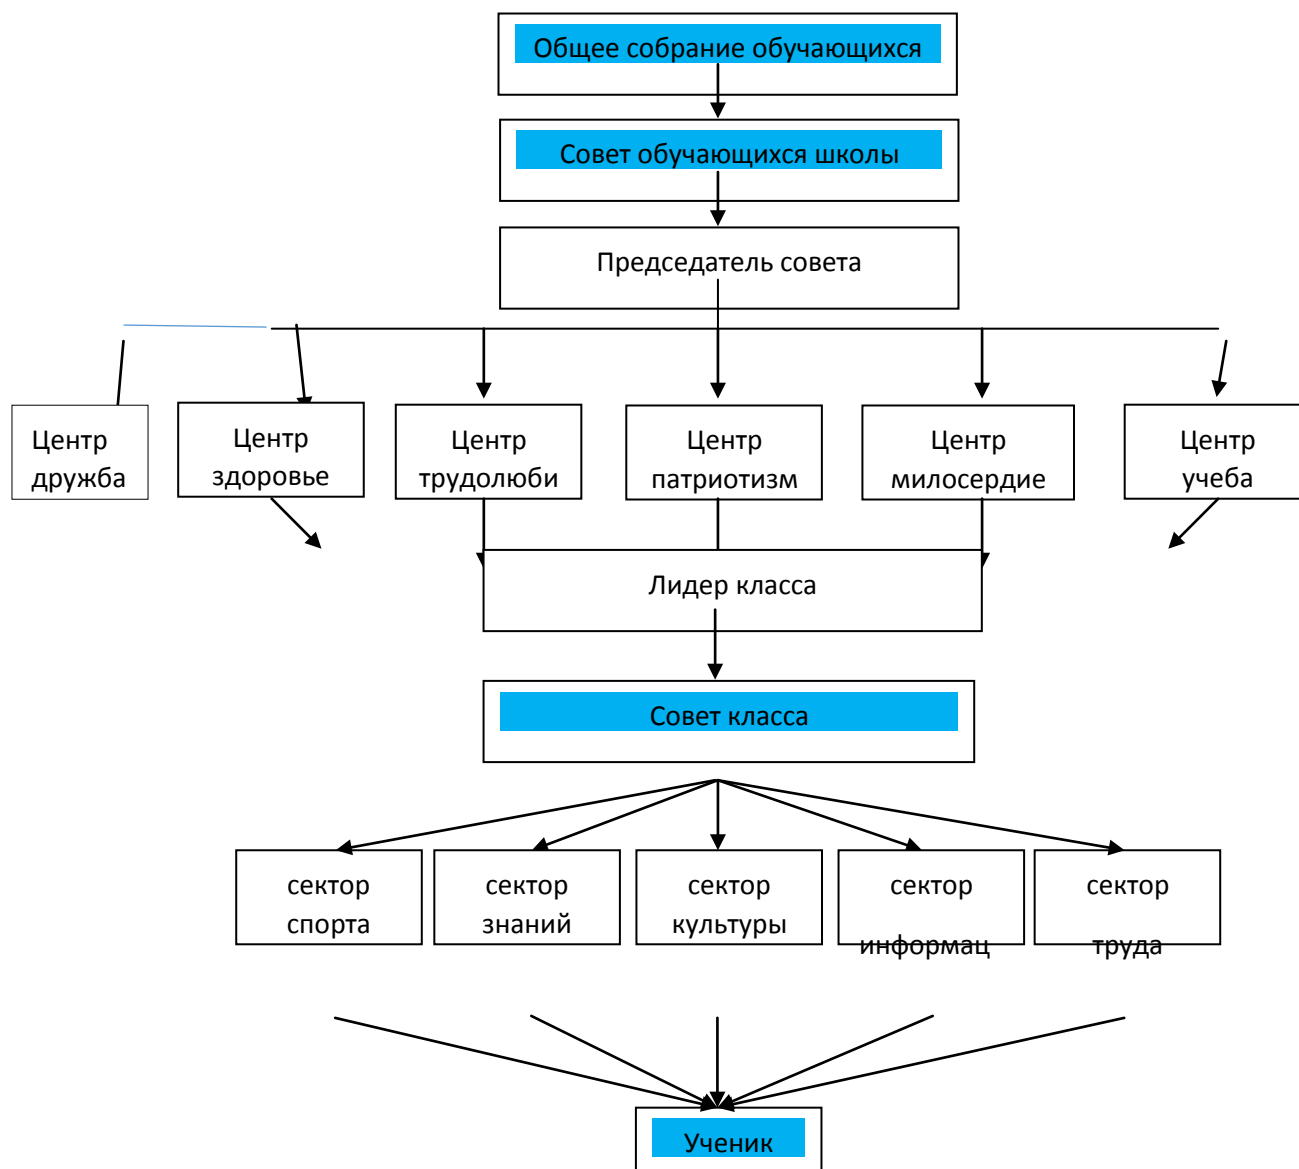 Общее собрание обучающихся
Совет обучающихся школы
Председатель совета
Центр
дружба
Центр
здоровье
Центр
трудолюби
Центр
патриотизм
Центр
милосердие
Центр
учеба
Лидер класса
Совет класса
сектор
спорта
сектор
знаний
сектор
культуры
сектор
информац
сектор
труда
Ученик